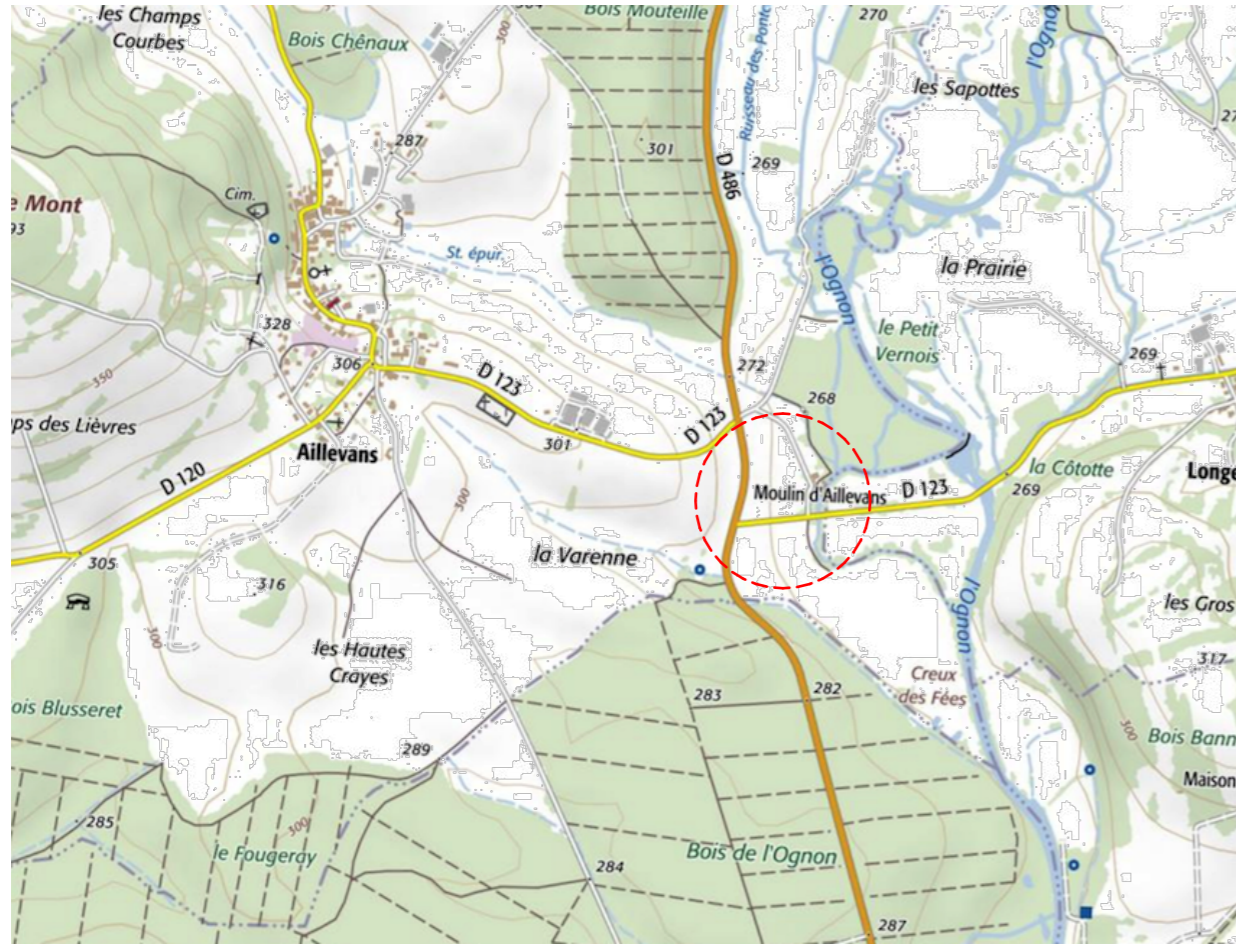 les Champs
Courbes
Bois Mouteille
Bois Chênaux
300
270
l'Ognon
les Sapottes
Ruisseau des Ponts
287
301
D 486
269
27
Cim.
e Mont
93
St. épur.
la Prairie
l'Ognon
328
le Petit
Vernois
306
272
269
350
D 123
268
D 123
ps des Lièvres
301
Aillevans
la Côtotte
Longe
D 120
300
Moulin d'Aillevans
D 123
269
305
la Varenne
316
l'Ognon
les Gros
300
les Hautes
Crayes
317
Creux
des Fées
283
282
ois Blusseret
300
289
Bois Bann
Maison
285
300
le Fougeray
284
Bois de l'Ognon
287